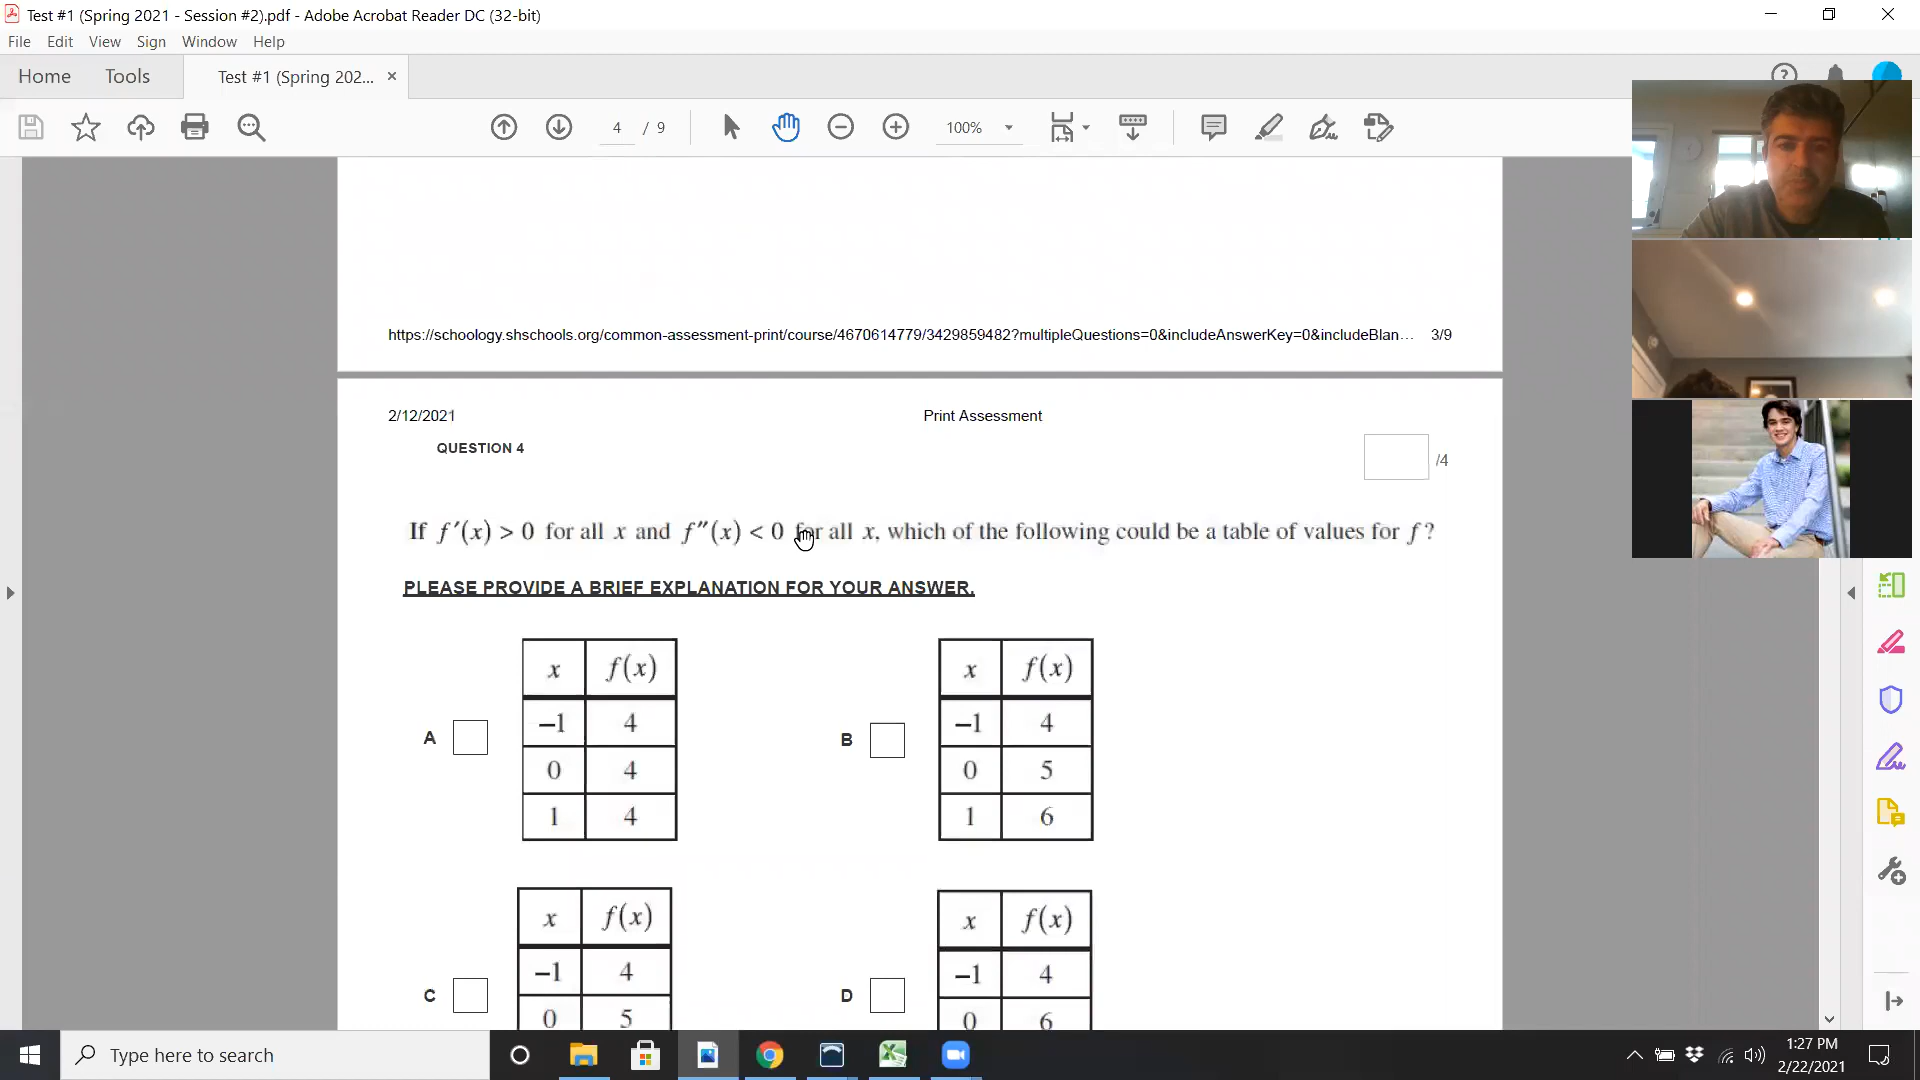 Test #1 (Spring 2021 - Session #2).pdf - Adobe Acrobat Reader DC (32-bit)
File Edit View Sign Window Help
Home Tools Test #1 (Spring 202... ×
4 / 9 100%
https://schoology.shschools.org/common-assessment-print/course/4670614779/3429859482?multipleQuestions=0&includeAnswerKey=0&includeBlan… 3/9
2/12/2021 Print Assessment
QUESTION 4
/4
If f′(x) > 0 for all x and f″(x) < 0 for all x, which of the following could be a table of values for f?
PLEASE PROVIDE A BRIEF EXPLANATION FOR YOUR ANSWER.
A
x f(x)
−1 4
0 4
1 4
B
x f(x)
−1 4
0 5
1 6
C
x f(x)
−1 4
0 5
D
x f(x)
−1 4
0 6
Type here to search
1:27 PM
2/22/2021